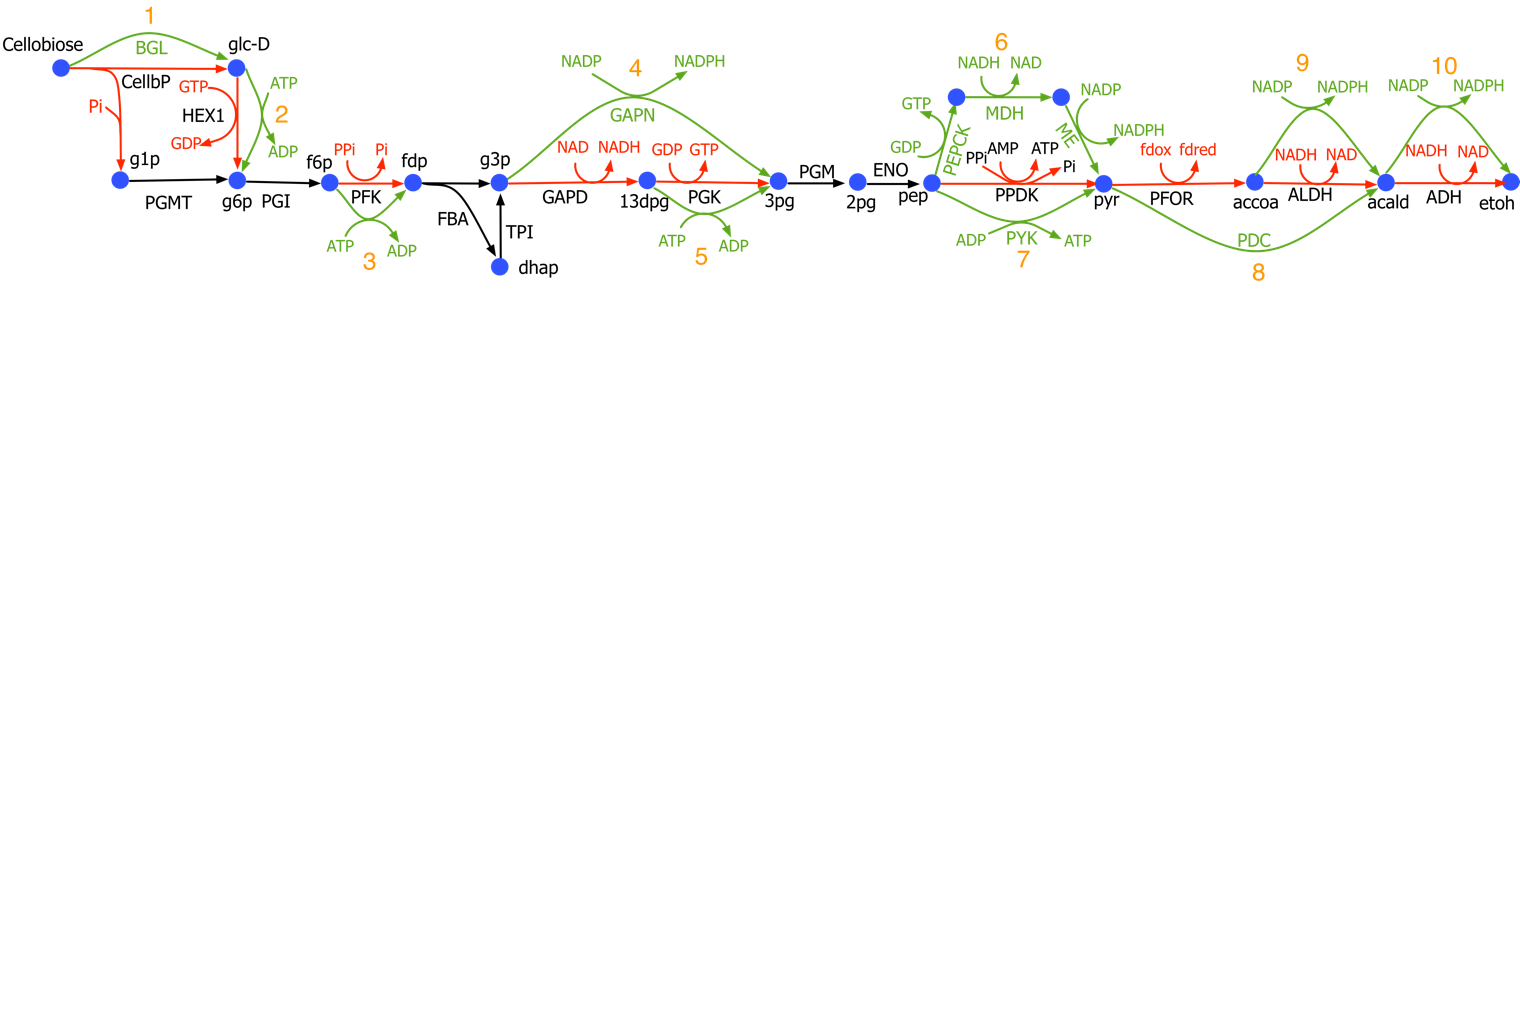 1
Cellobiose
BGL
glc-D
CellbP
GTP
ATP
Pi
HEX1
2
GDP
ADP
g1p
PGMT
g6p
PGI
f6p
PPi
Pi
PFK
fdp
ATP
ADP
3
FBA
TPI
dhap
g3p
NADP
4
NADPH
GAPN
NAD
NADH
GAPD
13dpg
GDP
GTP
PGK
ATP
ADP
5
3pg
PGM
2pg
ENO
pep
6
NADH
NAD
MDH
GTP
GDP
PEPCK
NADP
NADPH
ME
PPi
AMP
ATP
Pi
PPDK
ADP
PYK
ATP
7
pyr
fdox
fdred
PFOR
PDC
8
accoa
9
NADP
NADPH
NADH
NAD
ALDH
acald
10
NADP
NADPH
NADH
NAD
ADH
etoh